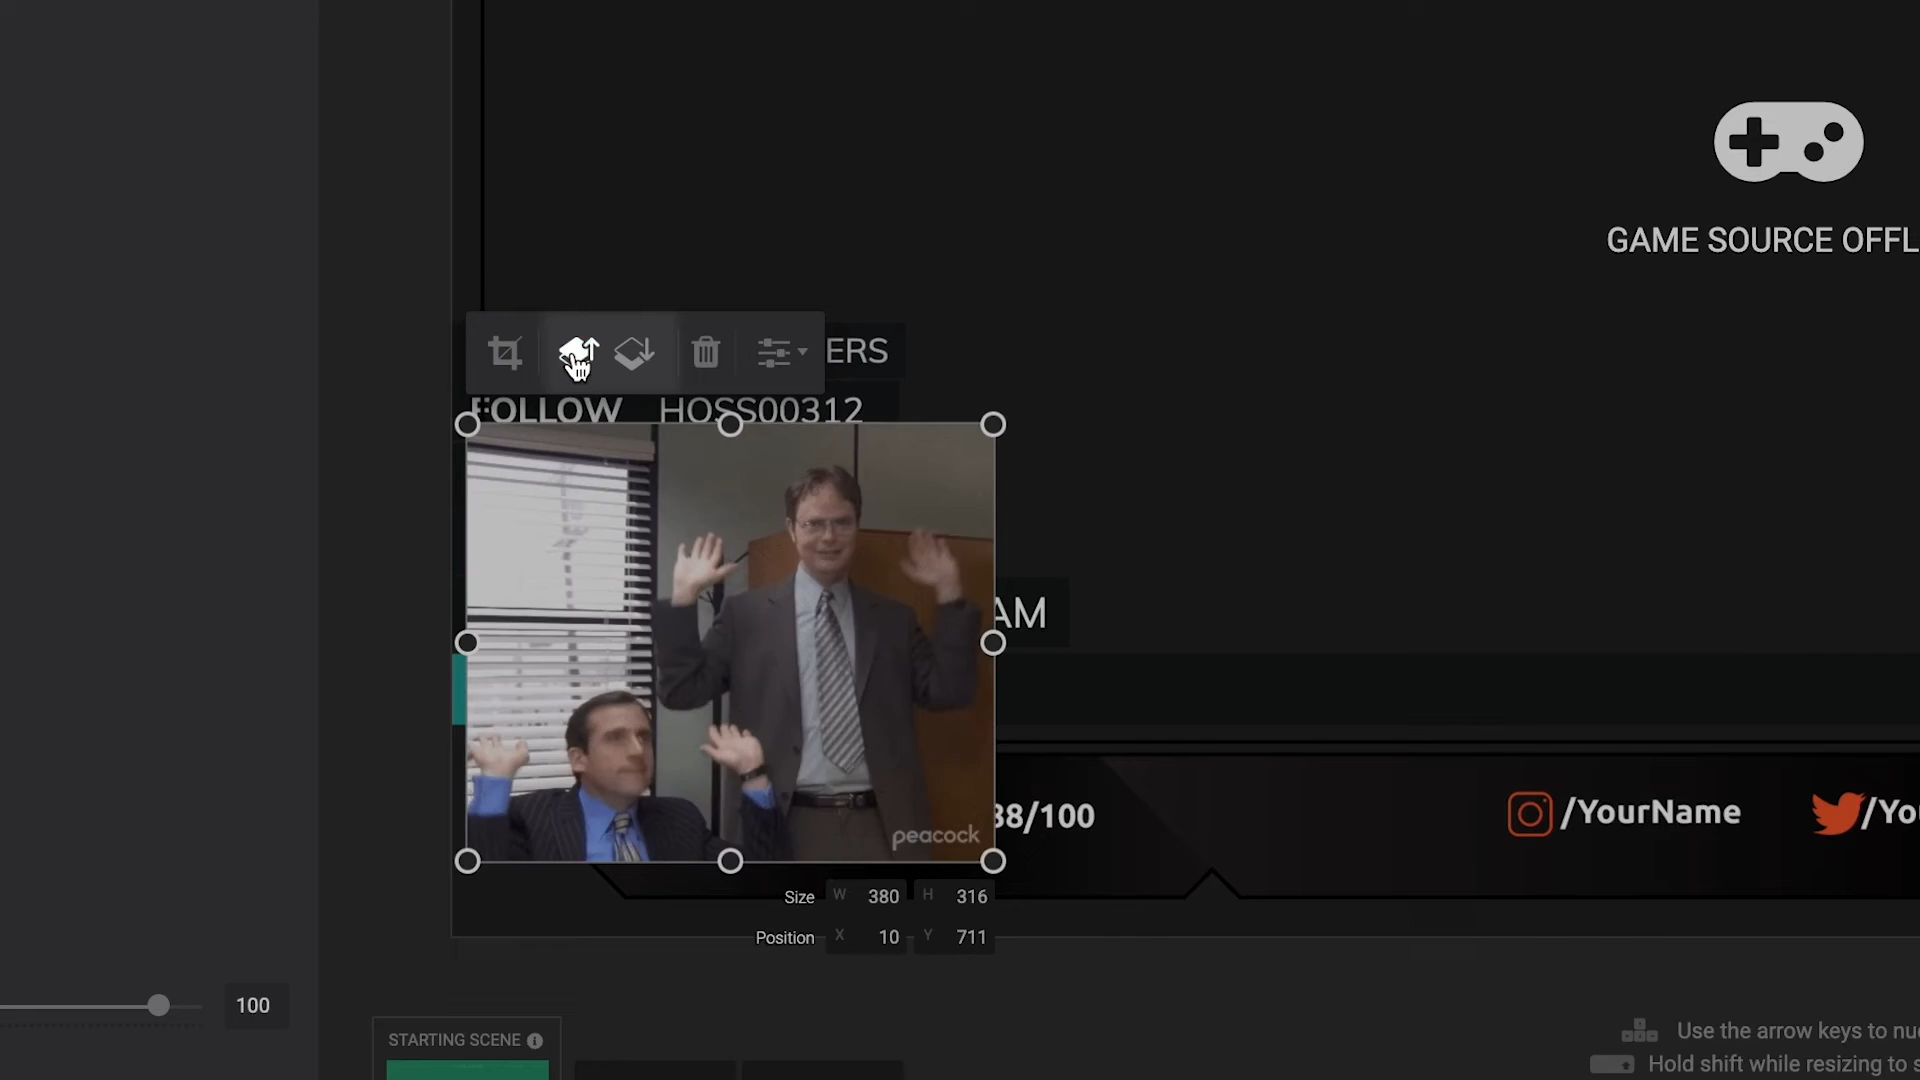 GAME SOURCE OFFL
ERS
FOLLOW HOSS00312
AM
peacock
38/100
/YourName
/Yo
Size W 380 H 316
Position X 10 Y 711
100
STARTING SCENE
Use the arrow keys to nu
Hold shift while resizing to s